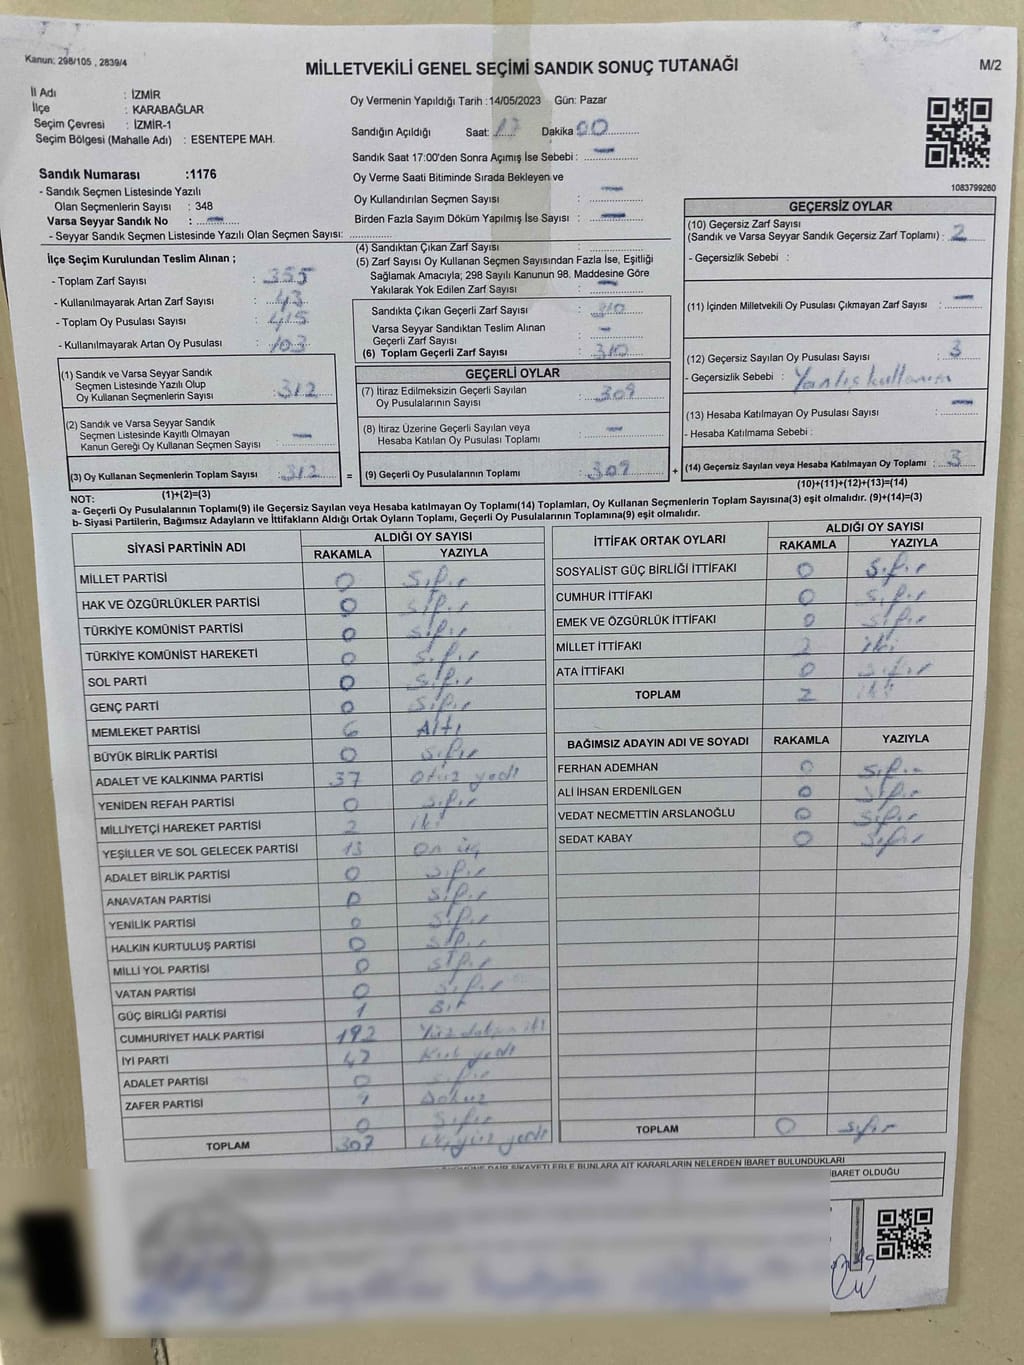 Kanun: 298/105 , 2839/4
MİLLETVEKİLİ GENEL SEÇİMİ SANDIK SONUÇ TUTANAĞI
M/2
İl Adı : İZMİR
İlçe : KARABAĞLAR
Seçim Çevresi : İZMİR-1
Seçim Bölgesi (Mahalle Adı) : ESENTEPE MAH.
Oy Vermenin Yapıldığı Tarih :14/05/2023 Gün: Pazar
Sandığın Açıldığı Saat: 17 Dakika 00
Sandık Saat 17:00'den Sonra Açımış İse Sebebi : —
Oy Verme Saati Bitiminde Sırada Bekleyen ve
Oy Kullandırılan Seçmen Sayısı : —
Birden Fazla Sayım Döküm Yapılmış İse Sayısı : —
1083799260
Sandık Numarası :1176
- Sandık Seçmen Listesinde Yazılı
Olan Seçmenlerin Sayısı : 348
Varsa Seyyar Sandık No : —
- Seyyar Sandık Seçmen Listesinde Yazılı Olan Seçmen Sayısı:
İlçe Seçim Kurulundan Teslim Alınan ;
- Toplam Zarf Sayısı : 355
- Kullanılmayarak Artan Zarf Sayısı : 43
- Toplam Oy Pusulası Sayısı : 415
- Kullanılmayarak Artan Oy Pusulası : 103
(1) Sandık ve Varsa Seyyar Sandık
Seçmen Listesinde Yazılı Olup
Oy Kullanan Seçmenlerin Sayısı : 312
(2) Sandık ve Varsa Seyyar Sandık
Seçmen Listesinde Kayıtlı Olmayan
Kanun Gereği Oy Kullanan Seçmen Sayısı : —
(3) Oy Kullanan Seçmenlerin Toplam Sayısı : 312
(1)+(2)=(3)
(4) Sandıktan Çıkan Zarf Sayısı :
(5) Zarf Sayısı Oy Kullanan Seçmen Sayısından Fazla İse, Eşitliği
Sağlamak Amacıyla; 298 Sayılı Kanunun 98. Maddesine Göre
Yakılarak Yok Edilen Zarf Sayısı : —
Sandıkta Çıkan Geçerli Zarf Sayısı : 310
Varsa Seyyar Sandıktan Teslim Alınan
Geçerli Zarf Sayısı : —
(6) Toplam Geçerli Zarf Sayısı : 310
GEÇERLİ OYLAR
(7) İtiraz Edilmeksizin Geçerli Sayılan
Oy Pusulalarının Sayısı : 309
(8) İtiraz Üzerine Geçerli Sayılan veya
Hesaba Katılan Oy Pusulası Toplamı : —
= (9) Geçerli Oy Pusulalarının Toplamı : 309 +
GEÇERSİZ OYLAR
(10) Geçersiz Zarf Sayısı
(Sandık ve Varsa Seyyar Sandık Geçersiz Zarf Toplamı) : 2
- Geçersizlik Sebebi :
(11) İçinden Milletvekili Oy Pusulası Çıkmayan Zarf Sayısı : —
(12) Geçersiz Sayılan Oy Pusulası Sayısı : 3
- Geçersizlik Sebebi : Yanlış kullanım
(13) Hesaba Katılmayan Oy Pusulası Sayısı : —
- Hesaba Katılmama Sebebi :
(14) Geçersiz Sayılan veya Hesaba Katılmayan Oy Toplamı : 3
(10)+(11)+(12)+(13)=(14)
NOT:
a- Geçerli Oy Pusulalarının Toplamı(9) ile Geçersiz Sayılan veya Hesaba katılmayan Oy Toplamı(14) Toplamları, Oy Kullanan Seçmenlerin Toplam Sayısına(3) eşit olmalıdır. (9)+(14)=(3)
b- Siyasi Partilerin, Bağımsız Adayların ve İttifakların Aldığı Ortak Oyların Toplamı, Geçerli Oy Pusulalarının Toplamına(9) eşit olmalıdır.
SİYASİ PARTİNİN ADI ALDIĞI OY SAYISI
RAKAMLA YAZIYLA
MİLLET PARTİSİ 0 Sıfır
HAK VE ÖZGÜRLÜKLER PARTİSİ 0 Sıfır
TÜRKİYE KOMÜNİST PARTİSİ 0 Sıfır
TÜRKİYE KOMÜNİST HAREKETİ 0 Sıfır
SOL PARTİ 0 Sıfır
GENÇ PARTİ 0 Sıfır
MEMLEKET PARTİSİ 6 Altı
BÜYÜK BİRLİK PARTİSİ 0 Sıfır
ADALET VE KALKINMA PARTİSİ 37 Otuz yedi
YENİDEN REFAH PARTİSİ 0 Sıfır
MİLLİYETÇİ HAREKET PARTİSİ 2 iki
YEŞİLLER VE SOL GELECEK PARTİSİ 13 On üç
ADALET BİRLİK PARTİSİ 0 Sıfır
ANAVATAN PARTİSİ 0 Sıfır
YENİLİK PARTİSİ 0 Sıfır
HALKIN KURTULUŞ PARTİSİ 0 Sıfır
MİLLİ YOL PARTİSİ 0 Sıfır
VATAN PARTİSİ 0 Sıfır
GÜÇ BİRLİĞİ PARTİSİ 1 Bir
CUMHURİYET HALK PARTİSİ 192 Yüz doksan iki
İYİ PARTİ 47 Kırk yedi
ADALET PARTİSİ 0 Sıfır
ZAFER PARTİSİ 9 Dokuz
0 Sıfır
TOPLAM 307 Üç yüz yedi
İTTİFAK ORTAK OYLARI ALDIĞI OY SAYISI
RAKAMLA YAZIYLA
SOSYALİST GÜÇ BİRLİĞİ İTTİFAKI 0 Sıfır
CUMHUR İTTİFAKI 0 Sıfır
EMEK VE ÖZGÜRLÜK İTTİFAKI 0 Sıfır
MİLLET İTTİFAKI 2 iki
ATA İTTİFAKI 0 Sıfır
TOPLAM 2 iki
BAĞIMSIZ ADAYIN ADI VE SOYADI RAKAMLA YAZIYLA
FERHAN ADEMHAN 0 Sıfır
ALİ İHSAN ERDENİLGEN 0 Sıfır
VEDAT NECMETTİN ARSLANOĞLU 0 Sıfır
SEDAT KABAY 0 Sıfır
TOPLAM 0 Sıfır
DAİR ŞİKAYETLERLE BUNLARA AİT KARARLARIN NELERDEN İBARET BULUNDUKLARI
İBARET OLDUĞU